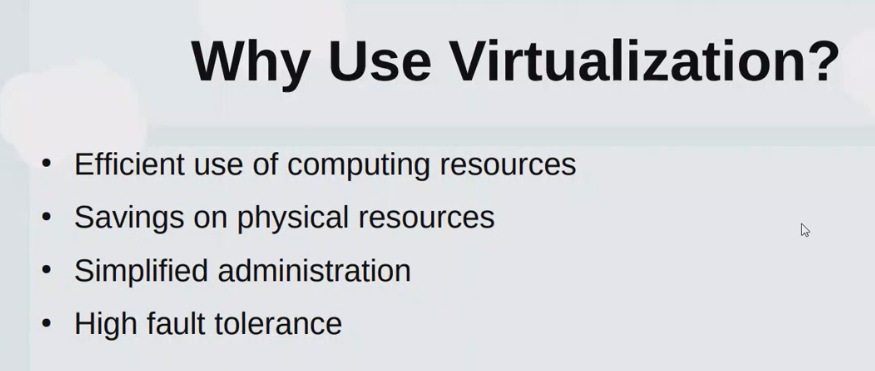 Why Use Virtualization?
• Efficient use of computing resources
• Savings on physical resources
• Simplified administration
• High fault tolerance